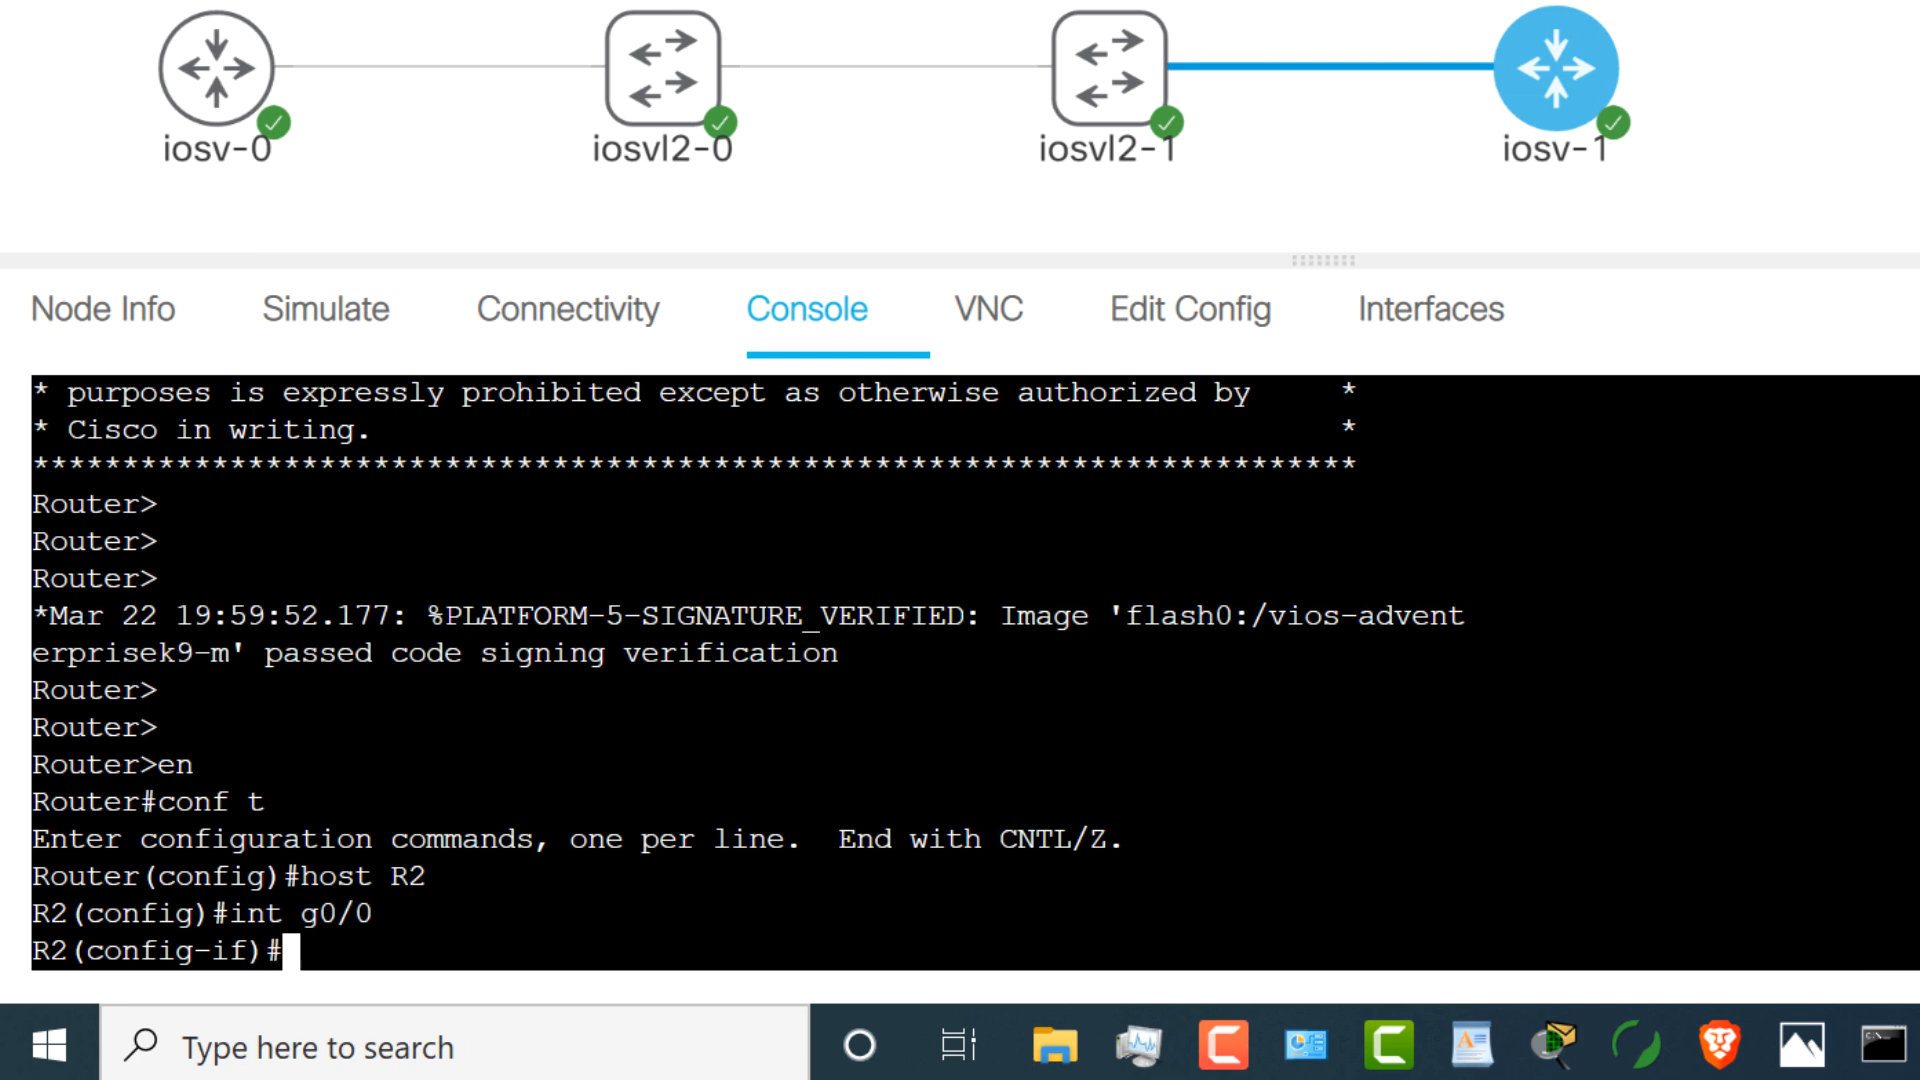 iosv-0 iosvl2-0 iosvl2-1 iosv-1
Node Info Simulate Connectivity Console VNC Edit Config Interfaces
* purposes is expressly prohibited except as otherwise authorized by *
* Cisco in writing. *
**************************************************************************
Router>
Router>
Router>
*Mar 22 19:59:52.177: %PLATFORM-5-SIGNATURE_VERIFIED: Image 'flash0:/vios-advent
erprisek9-m' passed code signing verification
Router>
Router>
Router>en
Router#conf t
Enter configuration commands, one per line.  End with CNTL/Z.
Router(config)#host R2
R2(config)#int g0/0
R2(config-if)#
Type here to search